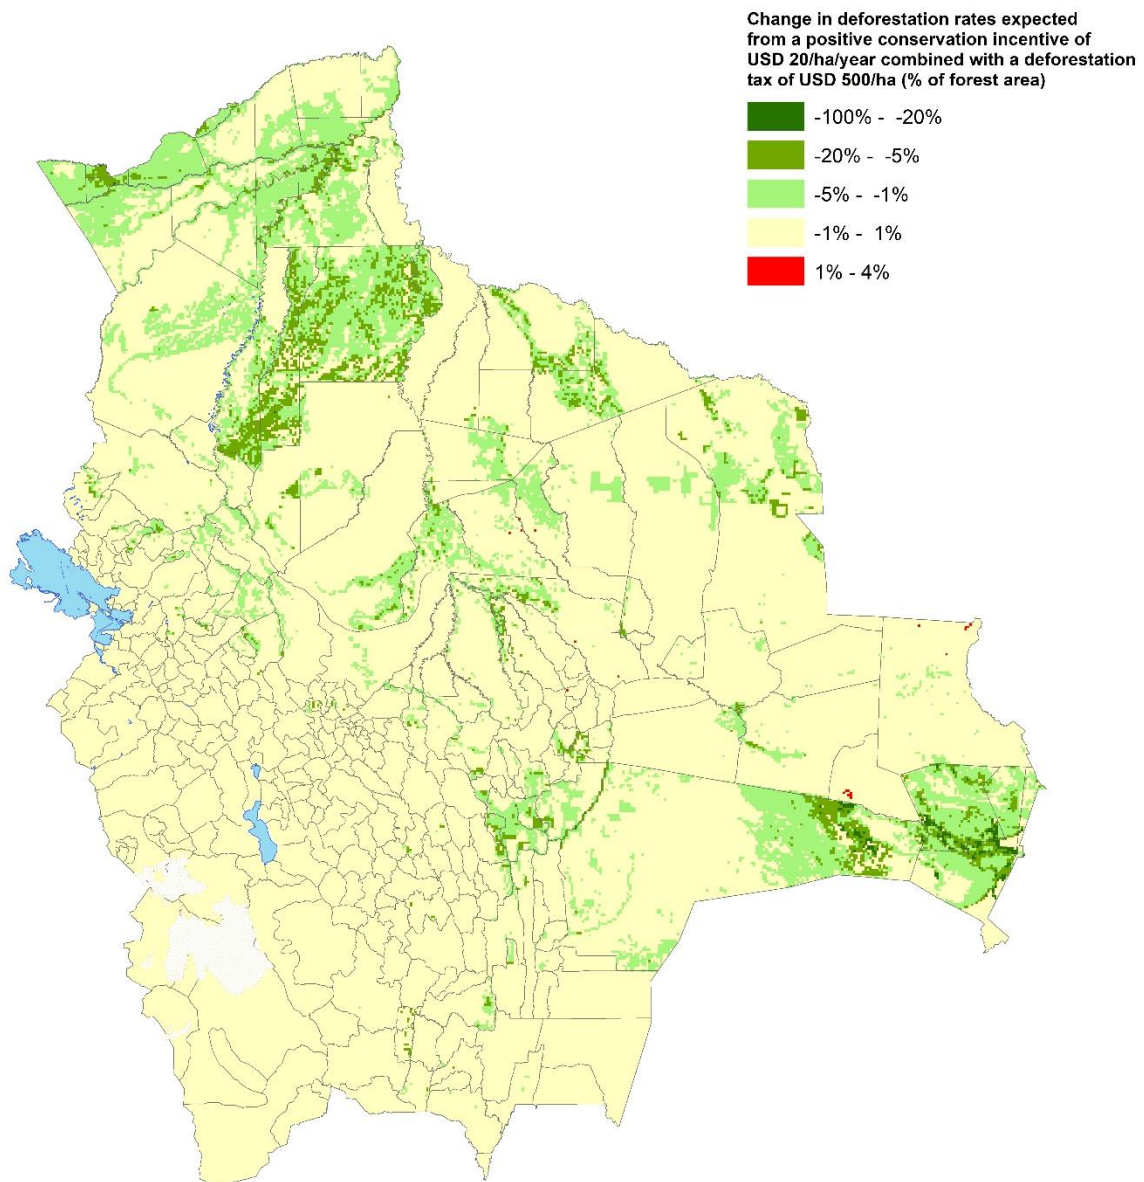 Change in deforestation rates expected
from a positive conservation incentive of
USD 20/ha/year combined with a deforestation
tax of USD 500/ha (% of forest area)
-100% - -20%
-20% - -5%
-5% - -1%
-1% - 1%
1% - 4%